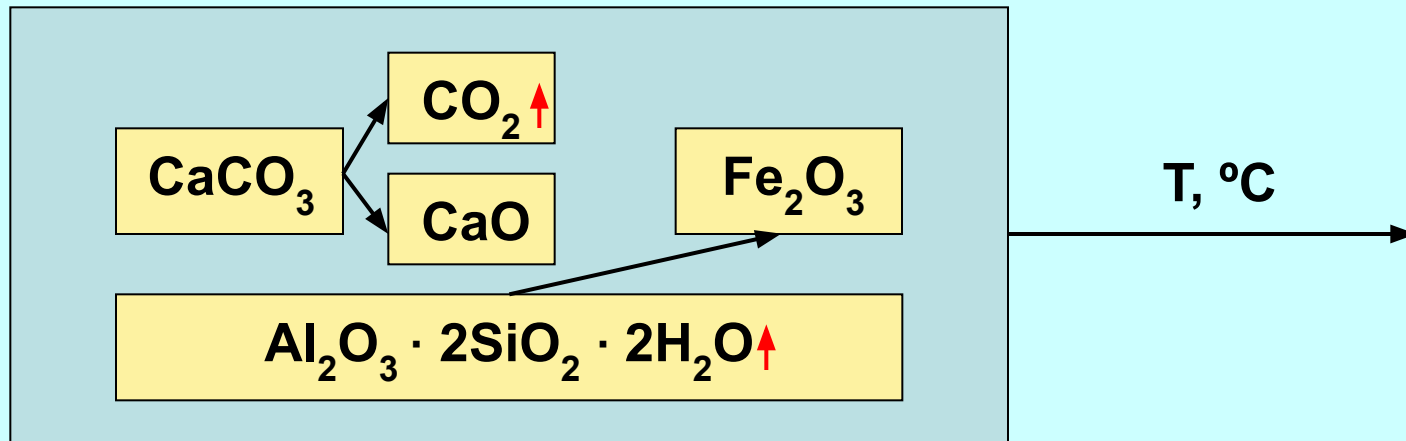 CO₂
CaCO₃
Fe₂O₃
T, ºC
CaO
Al₂O₃ · 2SiO₂ · 2H₂O